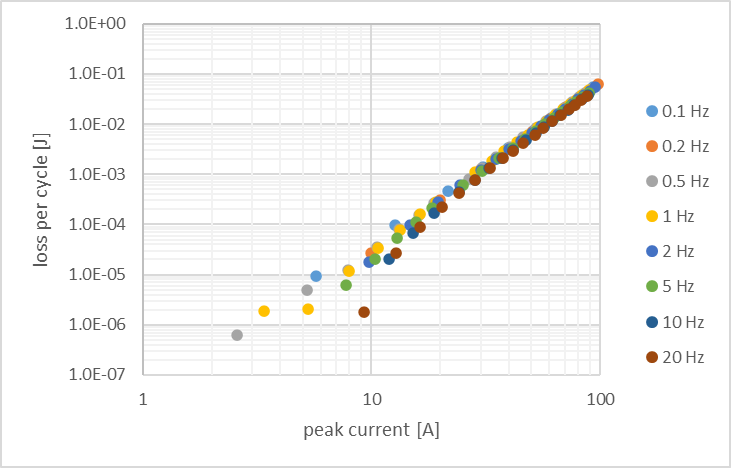 1.0E+00
1.0E-01
1.0E-02
1.0E-03
1.0E-04
1.0E-05
1.0E-06
1.0E-07
loss per cycle [J]
1
10
100
peak current [A]
0.1 Hz
0.2 Hz
0.5 Hz
1 Hz
2 Hz
5 Hz
10 Hz
20 Hz